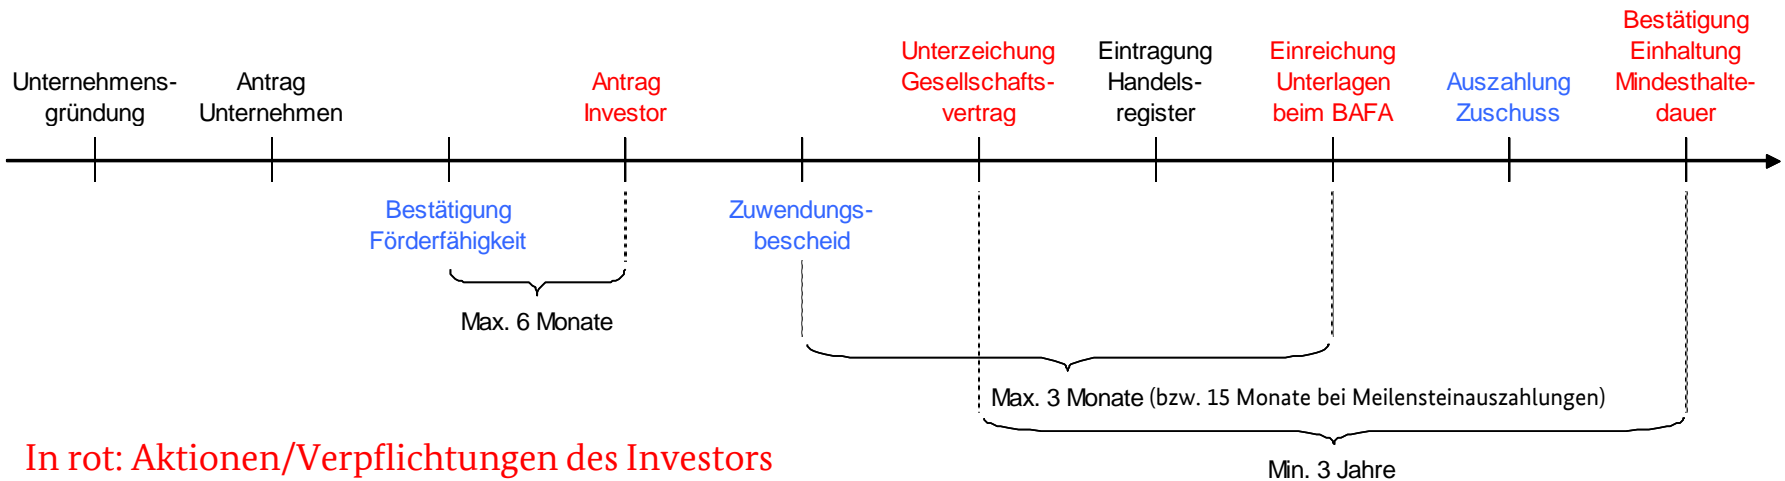 Unternehmens-
gründung
Antrag
Unternehmen
Bestätigung
Förderfähigkeit
Antrag
Investor
Zuwendungs-
bescheid
Unterzeichung
Gesellschafts-
vertrag
Eintragung
Handels-
register
Einreichung
Unterlagen
beim BAFA
Auszahlung
Zuschuss
Bestätigung
Einhaltung
Mindesthalte-
dauer
Max. 6 Monate
Max. 3 Monate (bzw. 15 Monate bei Meilensteinauszahlungen)
Min. 3 Jahre
In rot: Aktionen/Verpflichtungen des Investors